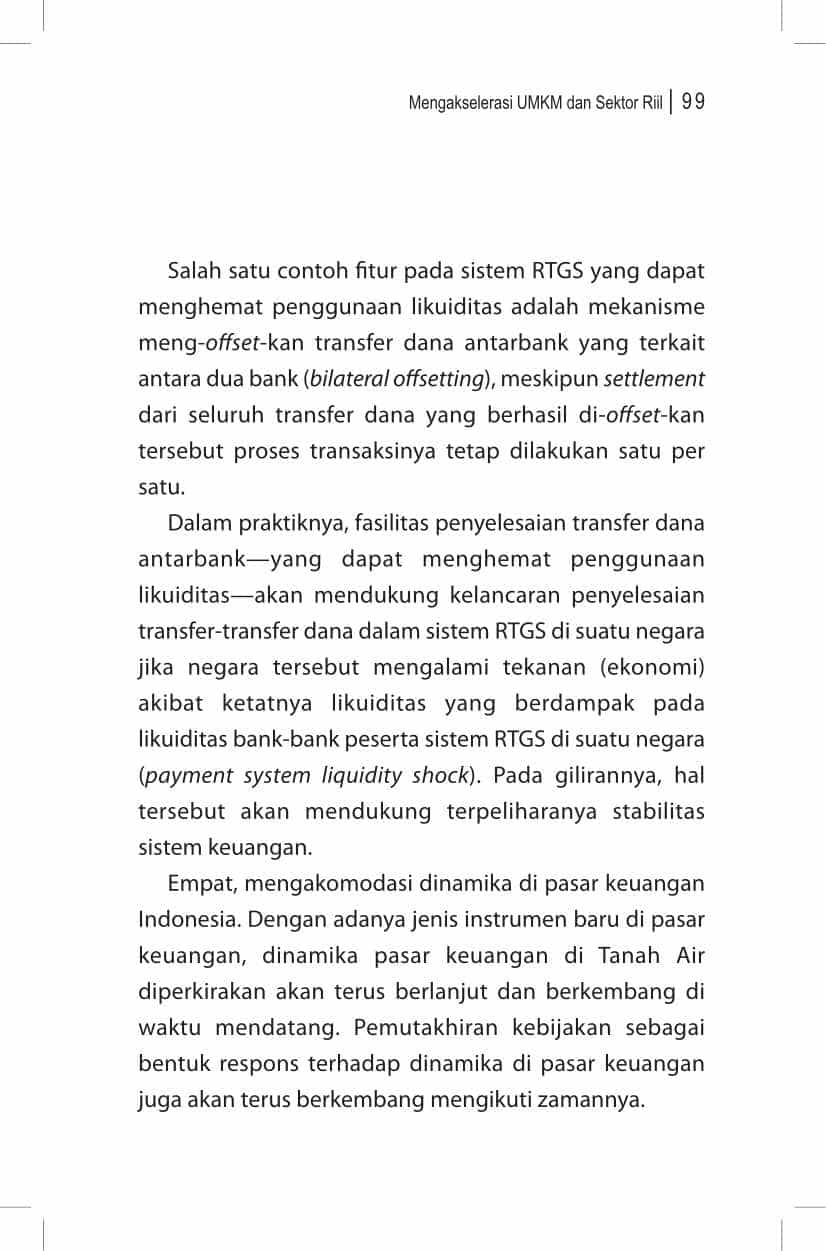 Mengakselerasi UMKM dan Sektor Riil | 99
Salah satu contoh fitur pada sistem RTGS yang dapat
menghemat penggunaan likuiditas adalah mekanisme
meng-offset-kan transfer dana antarbank yang terkait
antara dua bank (bilateral offsetting), meskipun settlement
dari seluruh transfer dana yang berhasil di-offset-kan
tersebut proses transaksinya tetap dilakukan satu per
satu.
Dalam praktiknya, fasilitas penyelesaian transfer dana
antarbank—yang dapat menghemat penggunaan
likuiditas—akan mendukung kelancaran penyelesaian
transfer-transfer dana dalam sistem RTGS di suatu negara
jika negara tersebut mengalami tekanan (ekonomi)
akibat ketatnya likuiditas yang berdampak pada
likuiditas bank-bank peserta sistem RTGS di suatu negara
(payment system liquidity shock). Pada gilirannya, hal
tersebut akan mendukung terpeliharanya stabilitas
sistem keuangan.
Empat, mengakomodasi dinamika di pasar keuangan
Indonesia. Dengan adanya jenis instrumen baru di pasar
keuangan, dinamika pasar keuangan di Tanah Air
diperkirakan akan terus berlanjut dan berkembang di
waktu mendatang. Pemutakhiran kebijakan sebagai
bentuk respons terhadap dinamika di pasar keuangan
juga akan terus berkembang mengikuti zamannya.